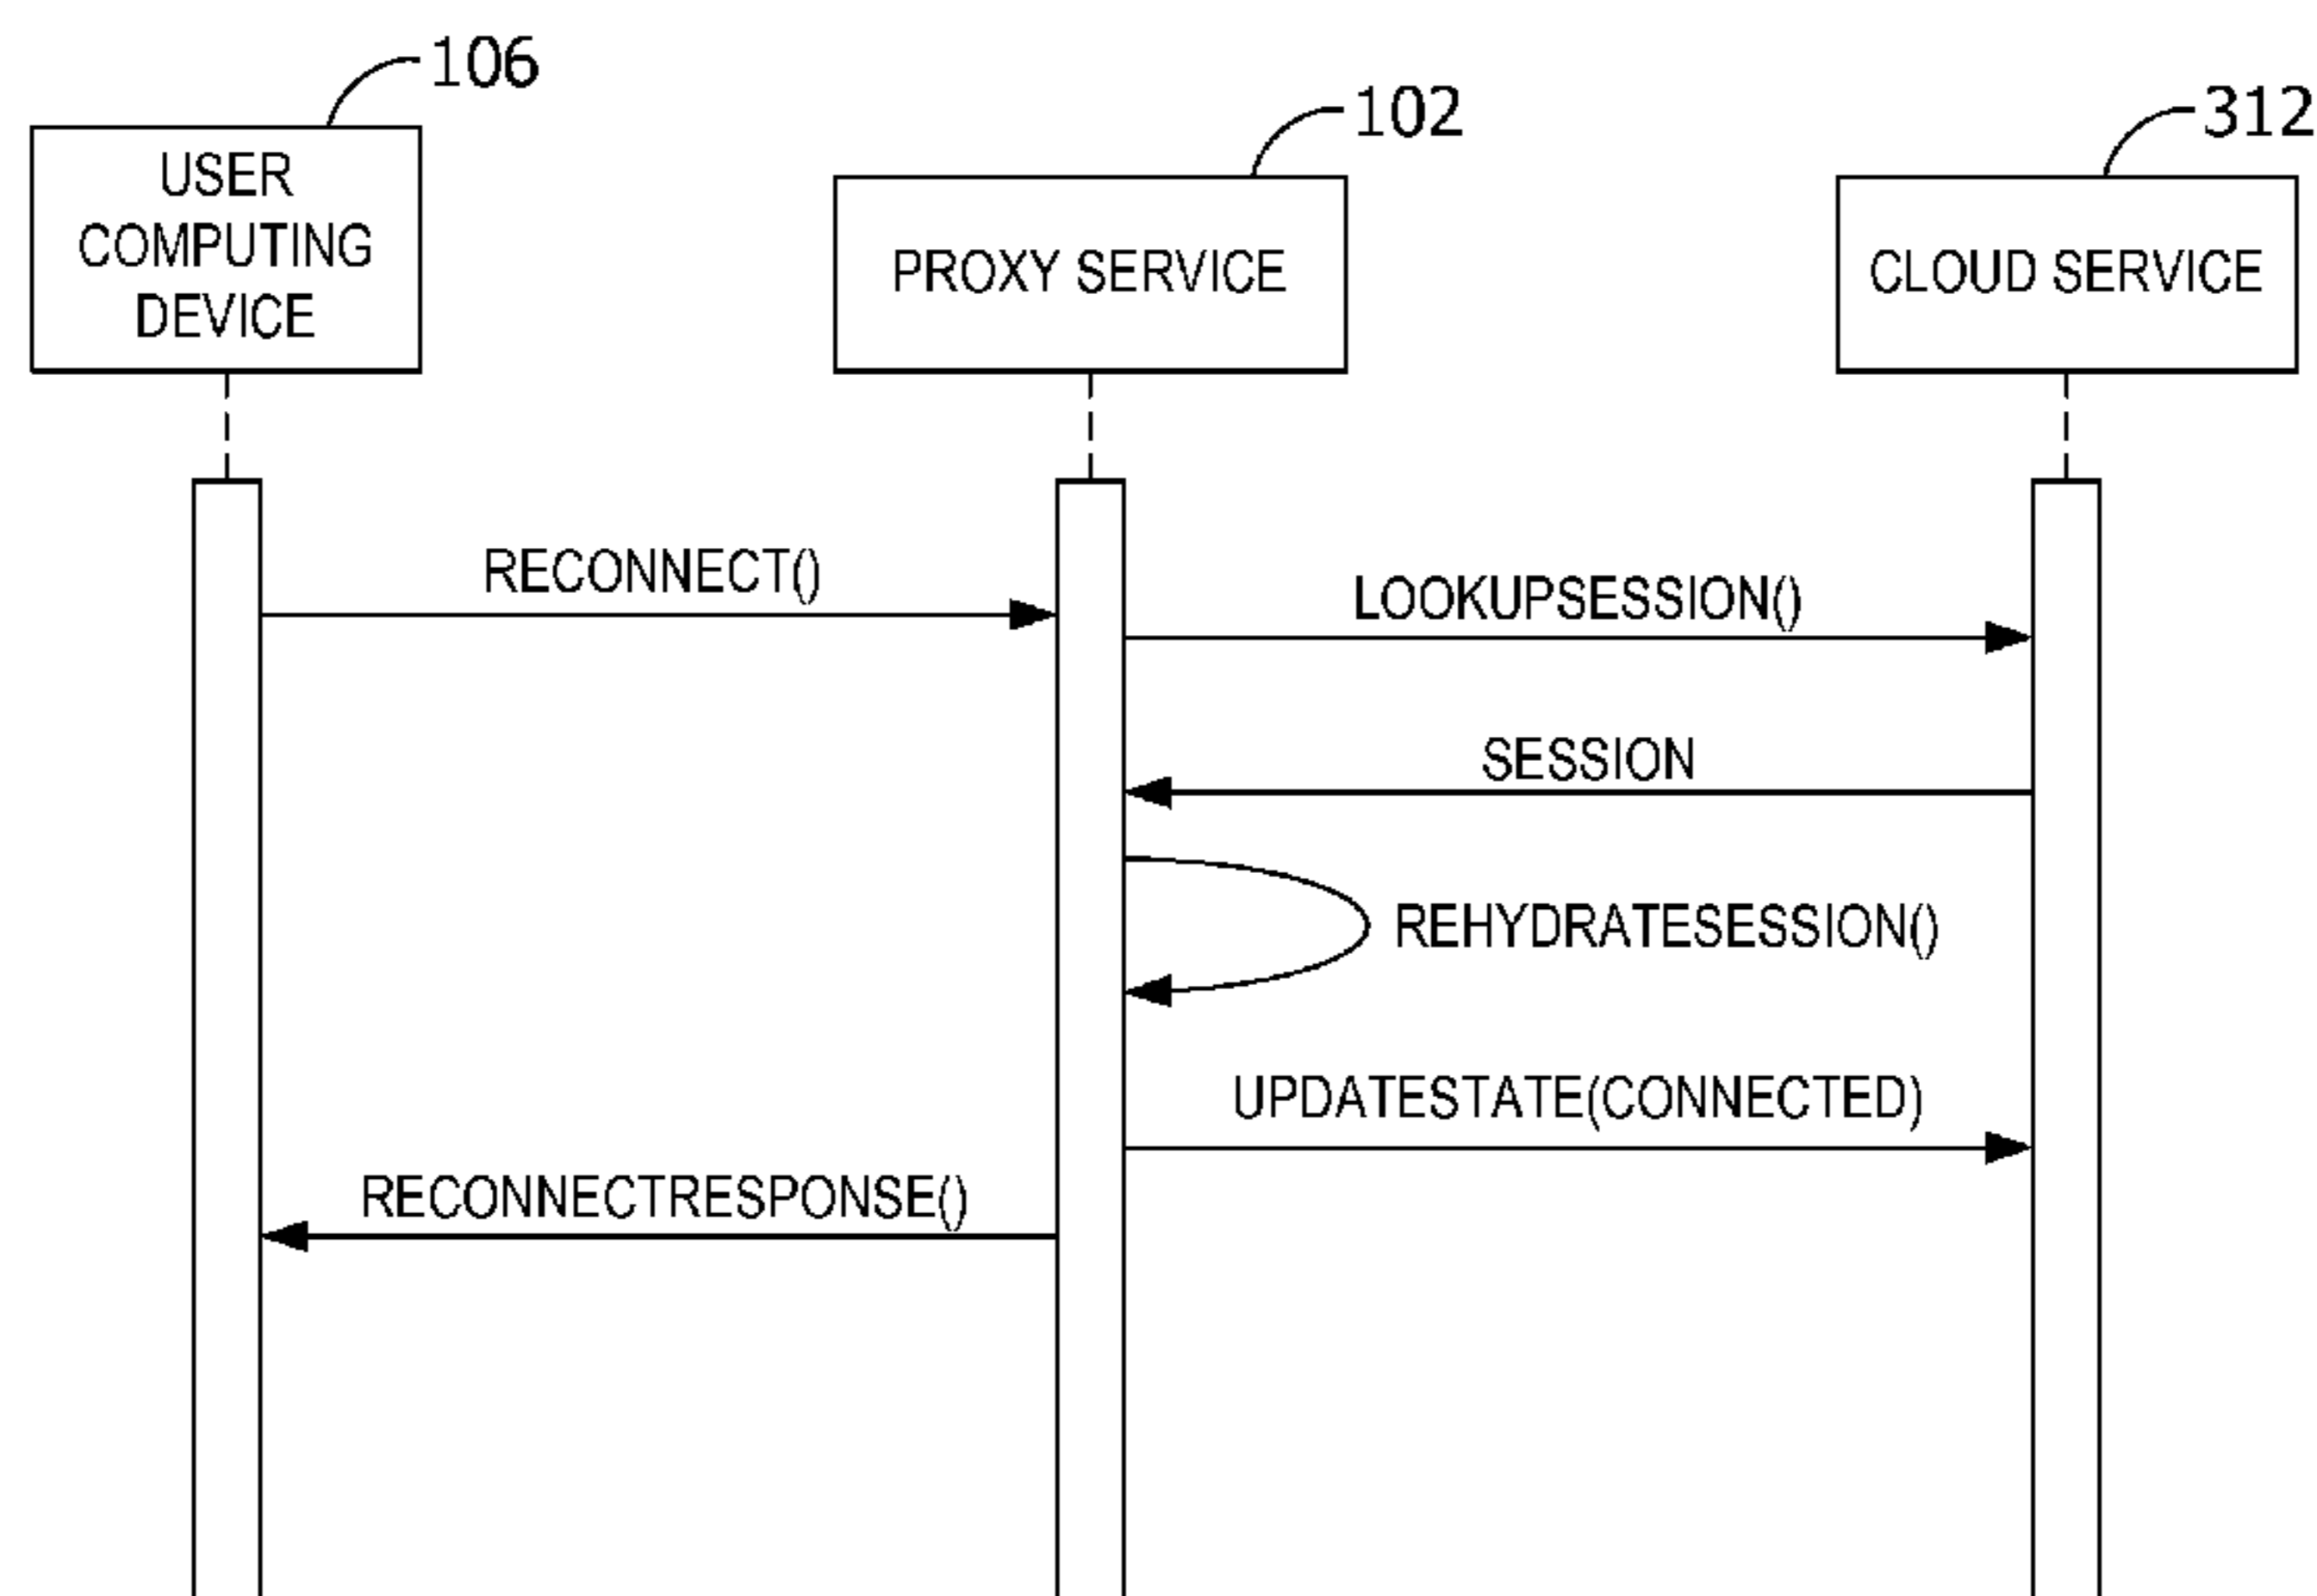 106
102
312
USER
COMPUTING
DEVICE
PROXY SERVICE
CLOUD SERVICE
RECONNECT()
LOOKUPSESSION()
SESSION
REHYDRATESESSION()
UPDATESTATE(CONNECTED)
RECONNECTRESPONSE()